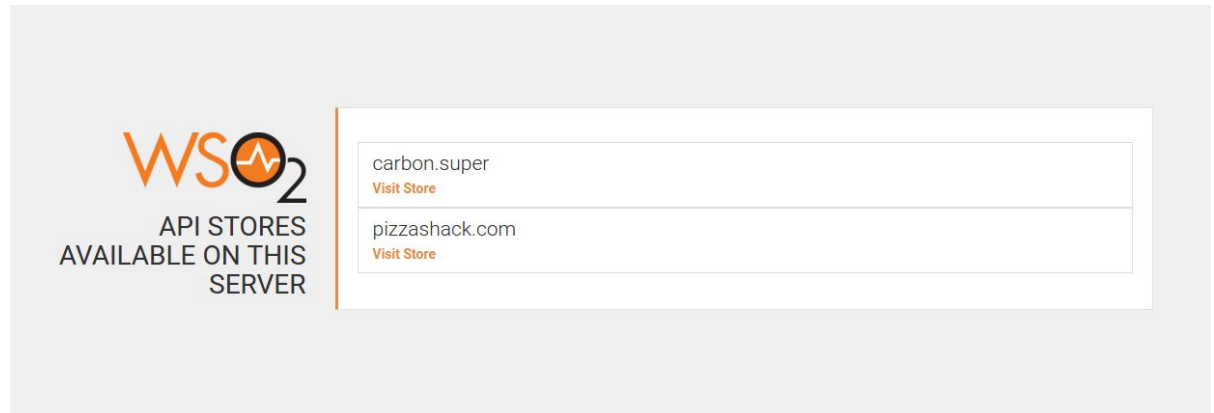 WSO2
API STORES
AVAILABLE ON THIS
SERVER
carbon.super
Visit Store
pizzashack.com
Visit Store